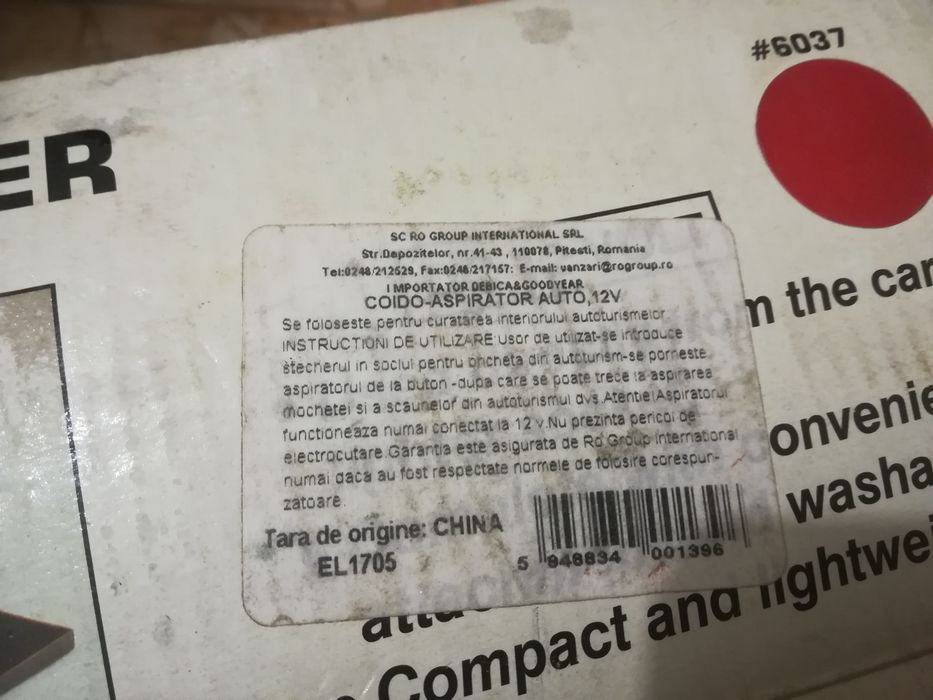 #6037
ER
SC RO GROUP INTERNATIONAL SRL
Str.Depozitelor, nr.41-43 , 110078, Pitesti, Romania
Tel:0248/212529, Fax:0248/217157: E-mail: vanzari@rogroup.ro
I MPORTATOR DEBICA&GOODYEAR
COIDO-ASPIRATOR AUTO,12V
Se foloseste pentru curatarea interiorului autoturismelor.
INSTRUCTIONI DE UTILIZARE:Usor de utilizat-se introduce
stecherul in soclul pentru bricheta din autoturism-se porneste
aspiratorul de la buton -dupa care se poate trece la aspirarea
mochetei si a scaunelor din autoturismul dvs.Atentie!Aspiratorul
functioneaza numai conectat la 12 v.Nu prezinta pericol de
electrocutare.Garantia este asigurata de Ro Group International
numai daca au fost respectate normele de folosire corespun-
zatoare.
Tara de origine: CHINA
EL1705
5 948834 001396
m the car
onvenie
washa
lightwei
Compact and